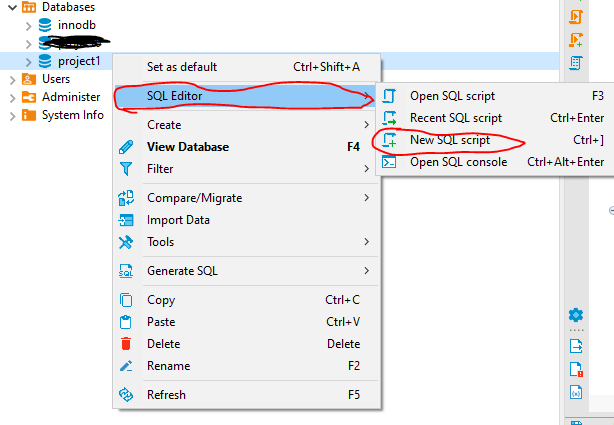 Databases
innodb
project1
Users
Administer
System Info
Set as default Ctrl+Shift+A
SQL Editor
Create
View Database F4
Filter
Compare/Migrate
Import Data
Tools
Generate SQL
Copy Ctrl+C
Paste Ctrl+V
Delete Delete
Rename F2
Refresh F5
Open SQL script F3
Recent SQL script Ctrl+Enter
New SQL script Ctrl+]
Open SQL console Ctrl+Alt+Enter